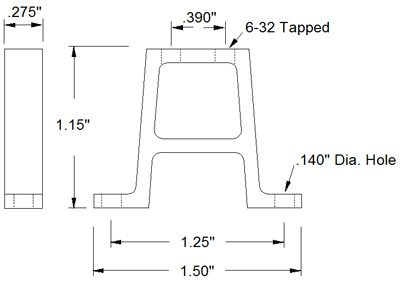 .275"
.390"
6-32 Tapped
1.15"
.140" Dia. Hole
1.25"
1.50"